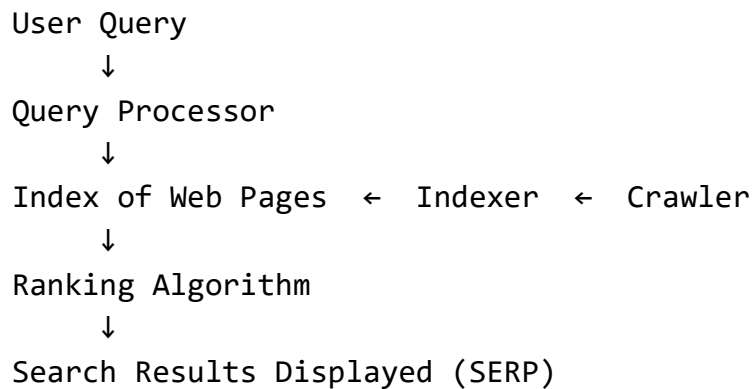 User Query
↓
Query Processor
↓
Index of Web Pages ← Indexer ← Crawler
↓
Ranking Algorithm
↓
Search Results Displayed (SERP)